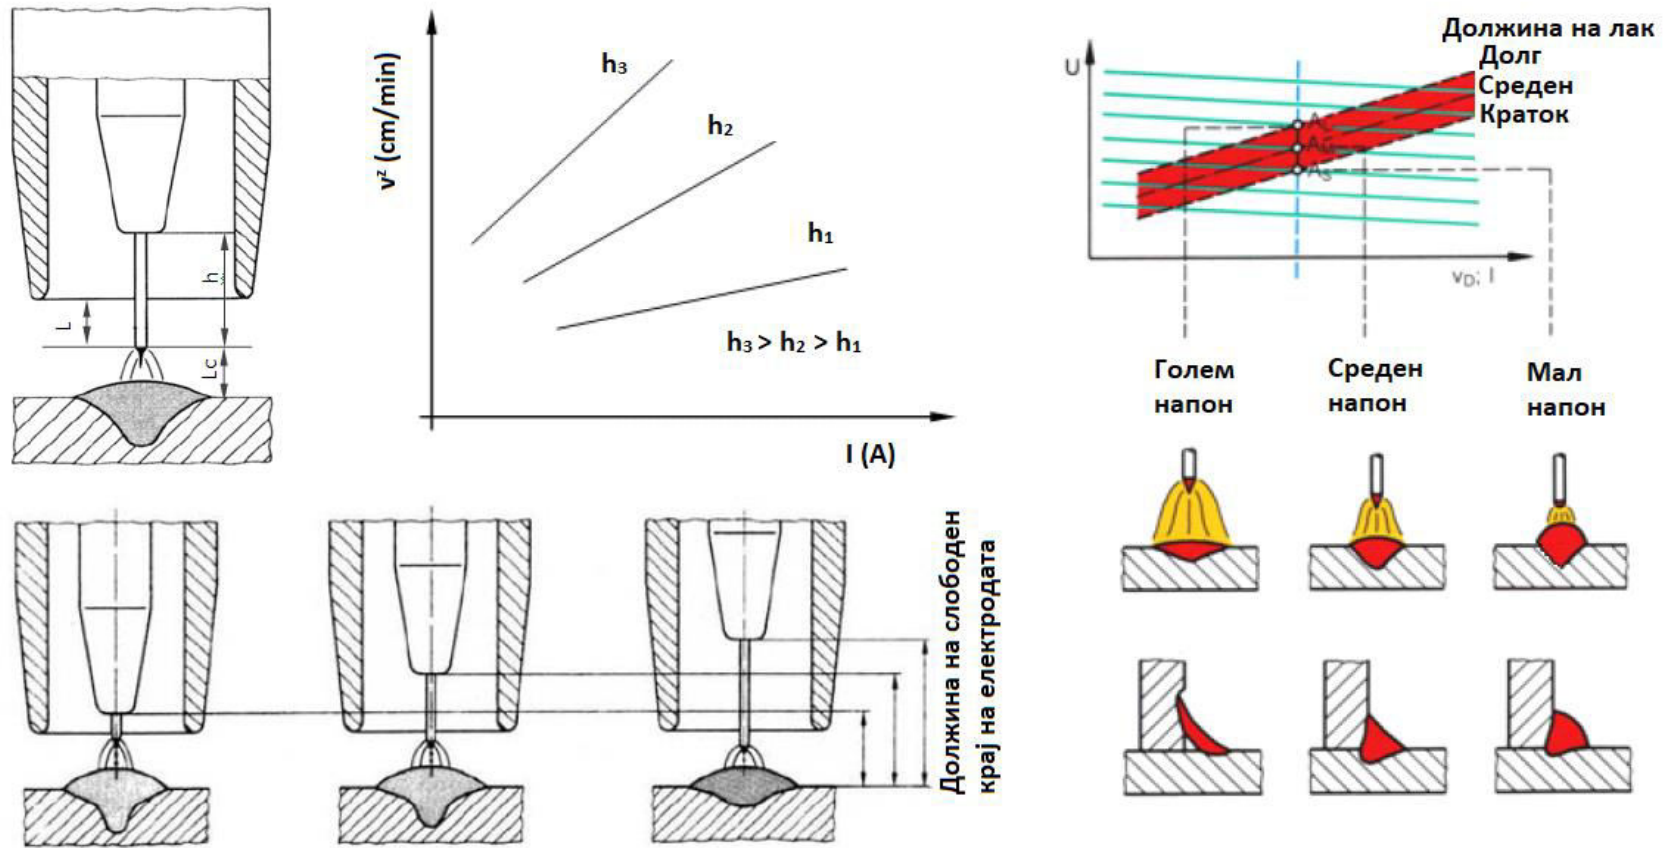 h
L
Lc
vᶻ (cm/min)
h₃
h₂
h₁
h₃ > h₂ > h₁
I (A)
Должина на слободен
крај на електродата
Должина на лак
Долг
Среден
Краток
U
A
A
A
v_D; I
Голем
напон
Среден
напон
Мал
напон